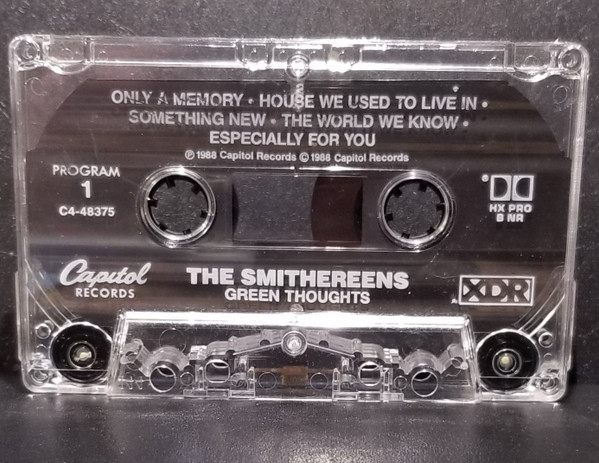 ONLY A MEMORY • HOUSE WE USED TO LIVE IN •
SOMETHING NEW • THE WORLD WE KNOW •
ESPECIALLY FOR YOU
℗ 1988 Capitol Records © 1988 Capitol Records
PROGRAM
1
C4-48375
HX PRO
B NR
Capitol
RECORDS
THE SMITHEREENS
GREEN THOUGHTS
XDR